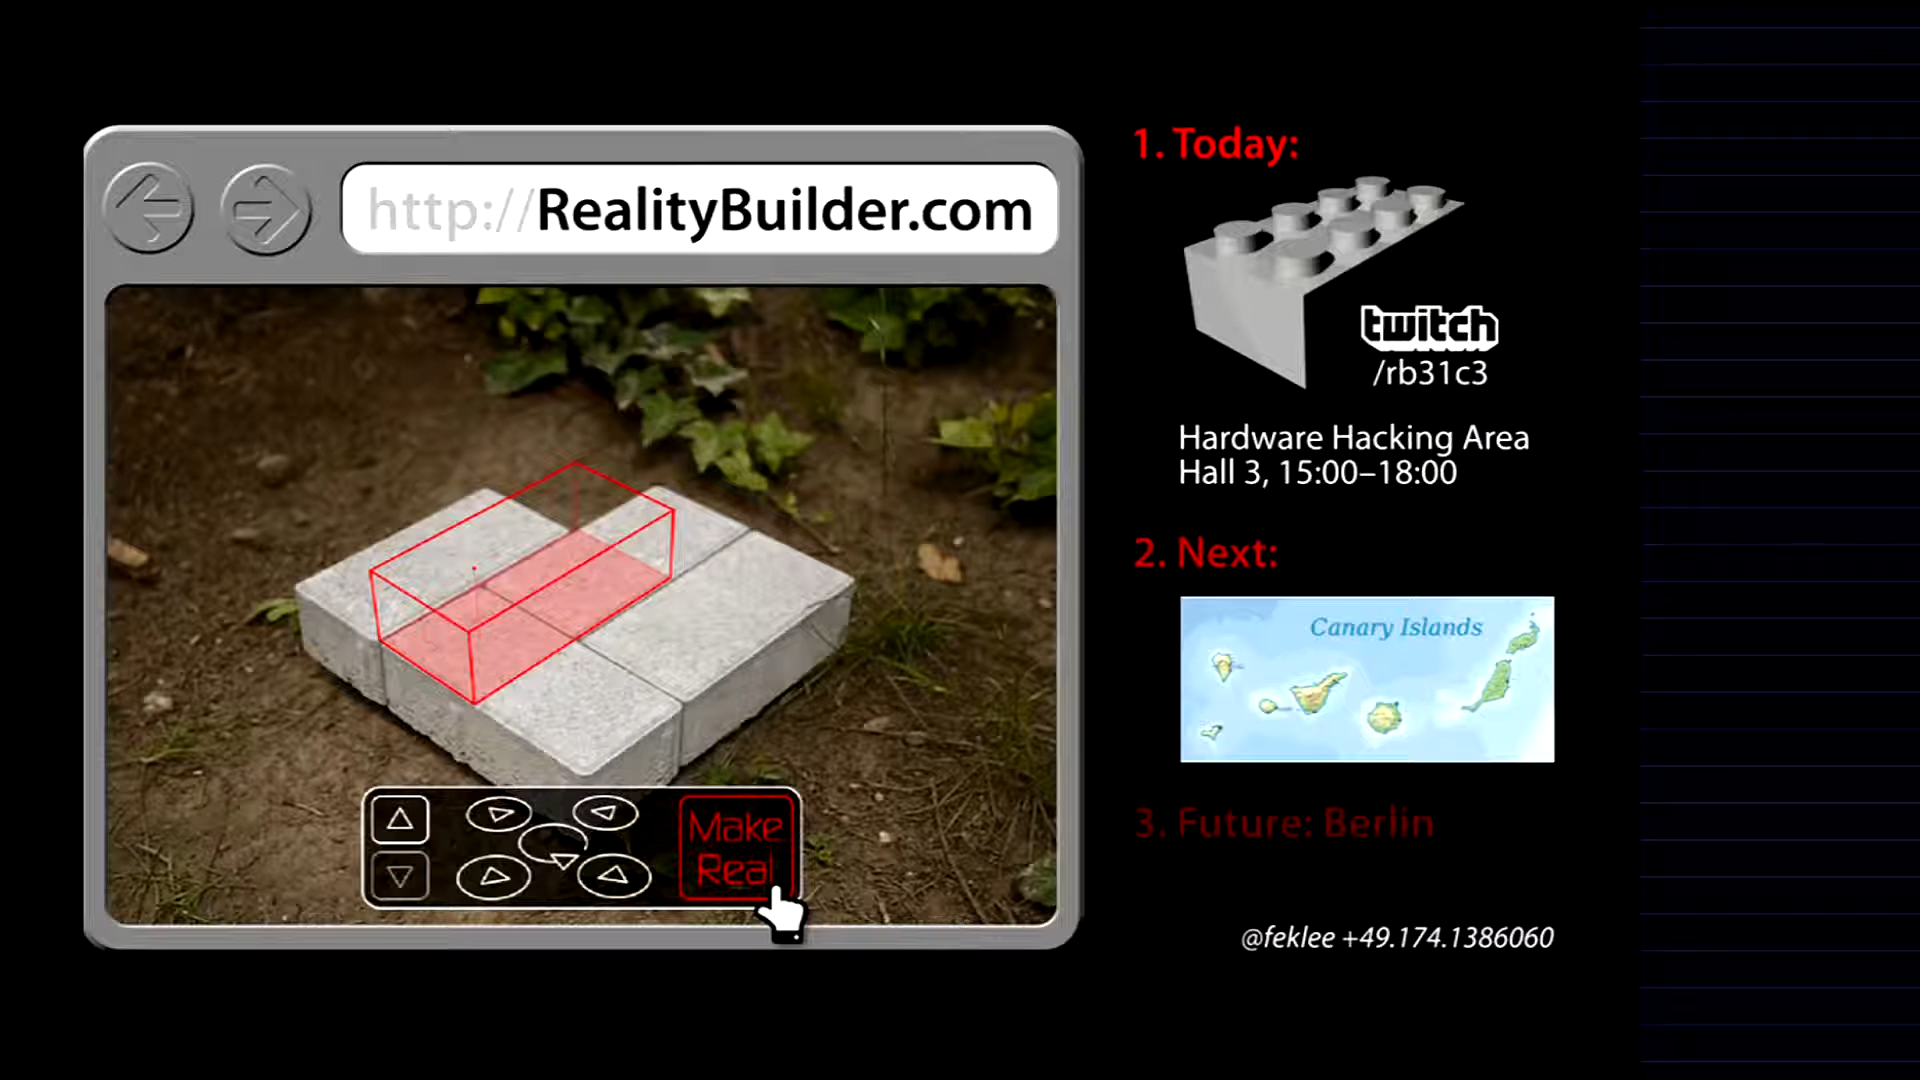 http://RealityBuilder.com
Make
Real
1. Today:
twitch
/rb31c3
Hardware Hacking Area
Hall 3, 15:00–18:00
2. Next:
Canary Islands
3. Future: Berlin
@feklee +49.174.1386060